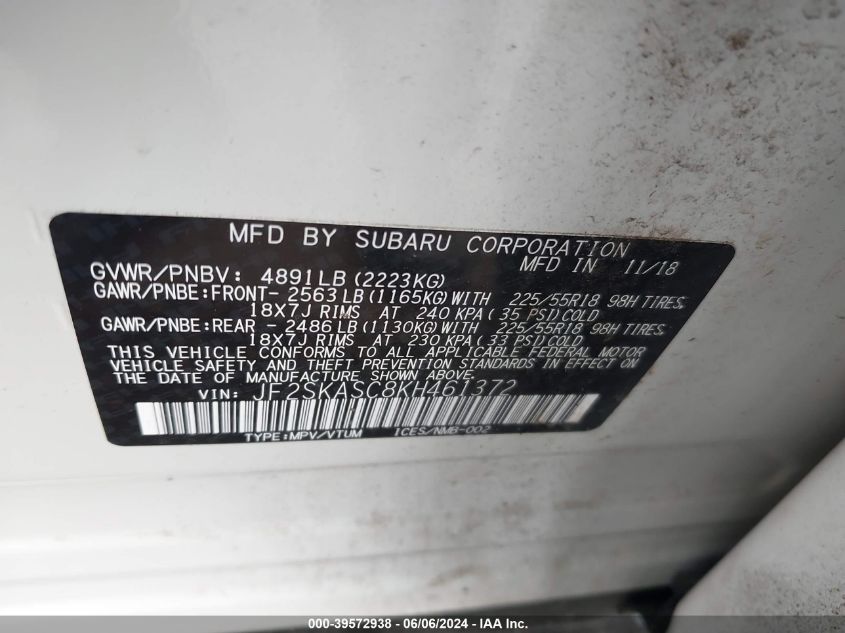 MFD BY SUBARU CORPORATION
MFD IN 11/18
GVWR/PNBV: 4891LB (2223KG)
GAWR/PNBE:FRONT- 2563LB(1165KG)WITH 225/55R18 98H TIRES,
18X7J RIMS AT 240 KPA ( 35 PSI)COLD
GAWR/PNBE:REAR - 2486LB(1130KG)WITH 225/55R18 98H TIRES,
18X7J RIMS AT 230 KPA ( 33 PSI)COLD
THIS VEHICLE CONFORMS TO ALL APPLICABLE FEDERAL MOTOR
VEHICLE SAFETY AND THEFT PREVENTION STANDARDS IN EFFECT ON
THE DATE OF MANUFACTURE SHOWN ABOVE.
VIN: JF2SKASC8KH461372
TYPE:MPV/VTUM ICES/NMB-002
000-39572938 - 06/06/2024 - IAA Inc.